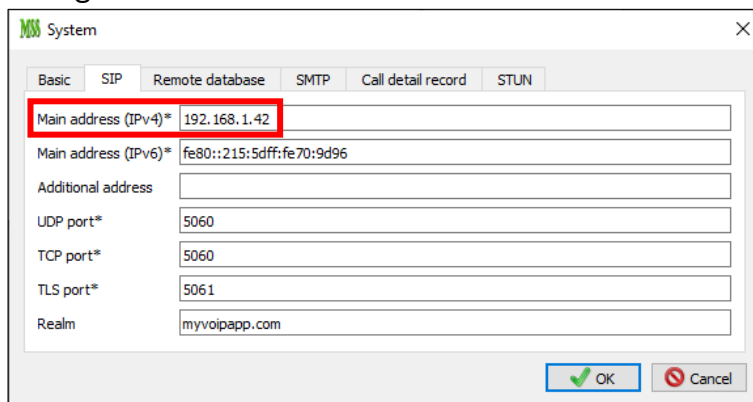 MSS System
Basic SIP Remote database SMTP Call detail record STUN
Main address (IPv4)* 192.168.1.42
Main address (IPv6)* fe80::215:5dff:fe70:9d96
Additional address
UDP port* 5060
TCP port* 5060
TLS port* 5061
Realm myvoipapp.com
OK Cancel